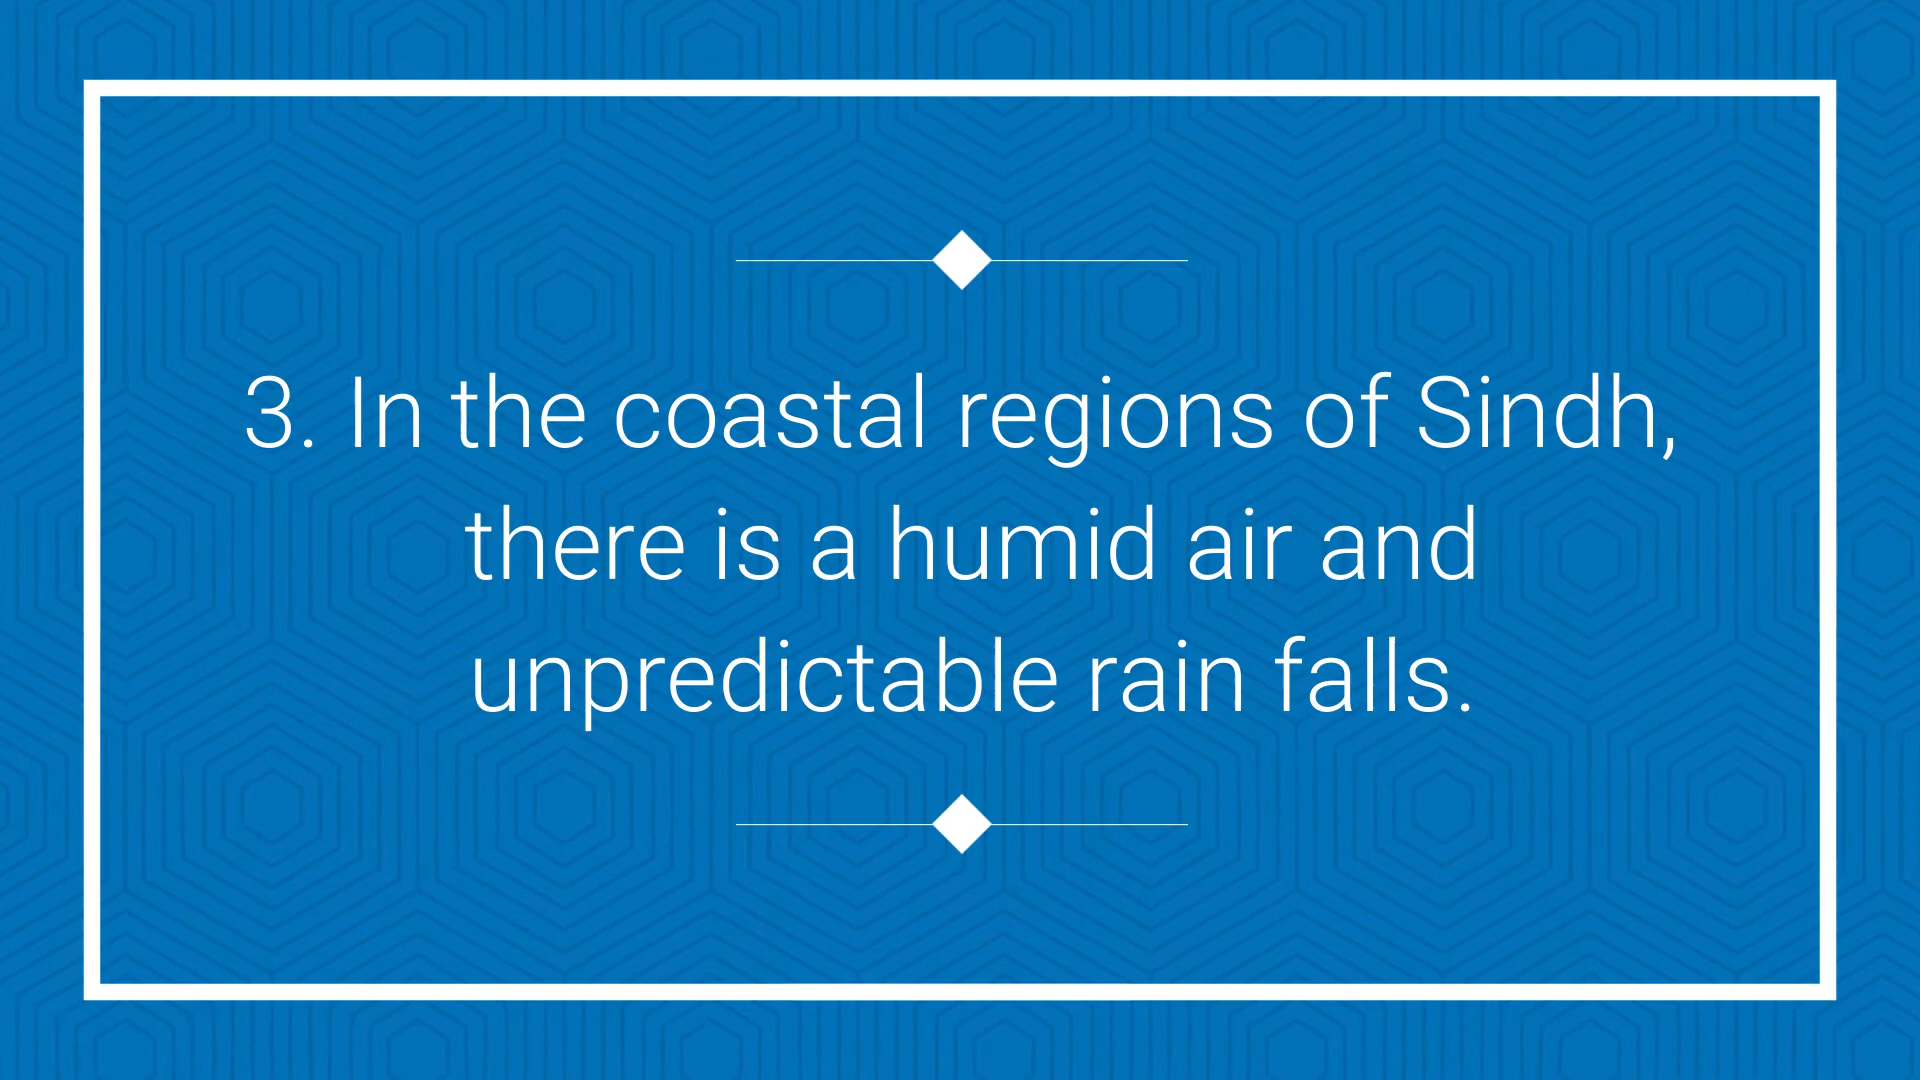 3. In the coastal regions of Sindh,
there is a humid air and
unpredictable rain falls.